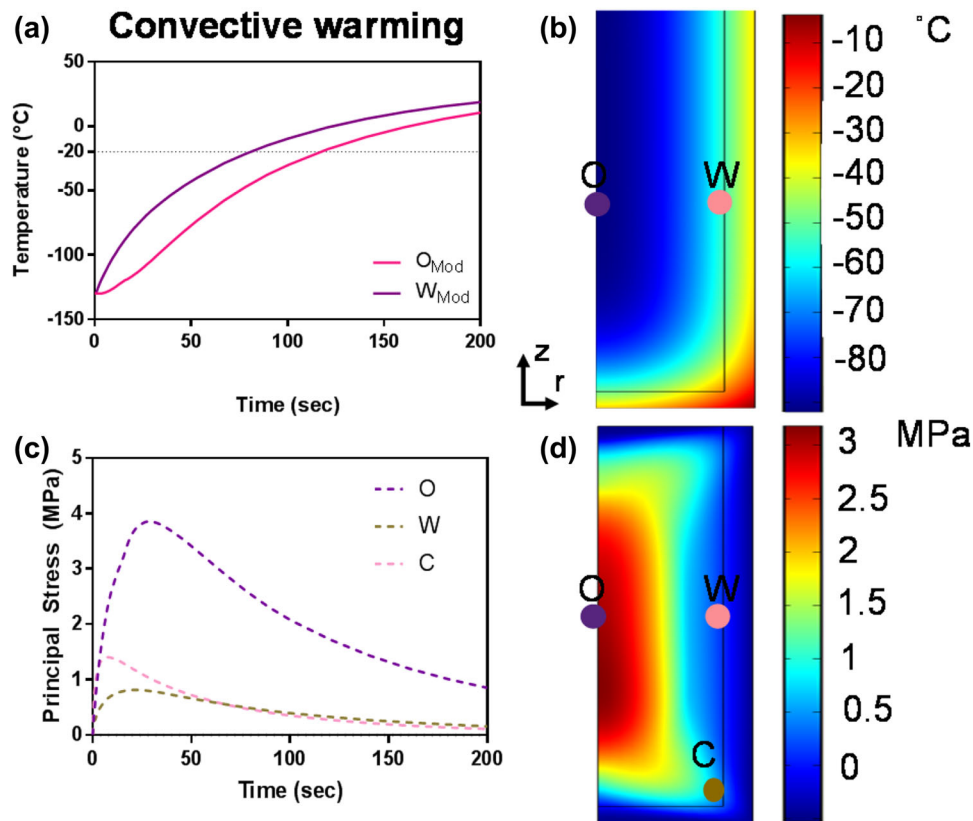 (a) Convective warming
50
0
-20
-50
-100
-150
Temperature (°C)
O_Mod
W_Mod
0 50 100 150 200
Time (sec)
(b)
°C
O
W
z
r
-10
-20
-30
-40
-50
-60
-70
-80
(c)
5
4
3
2
1
0
Principal Stress (MPa)
O
W
C
0 50 100 150 200
Time (sec)
(d)
MPa
O
W
C
3
2.5
2
1.5
1
0.5
0